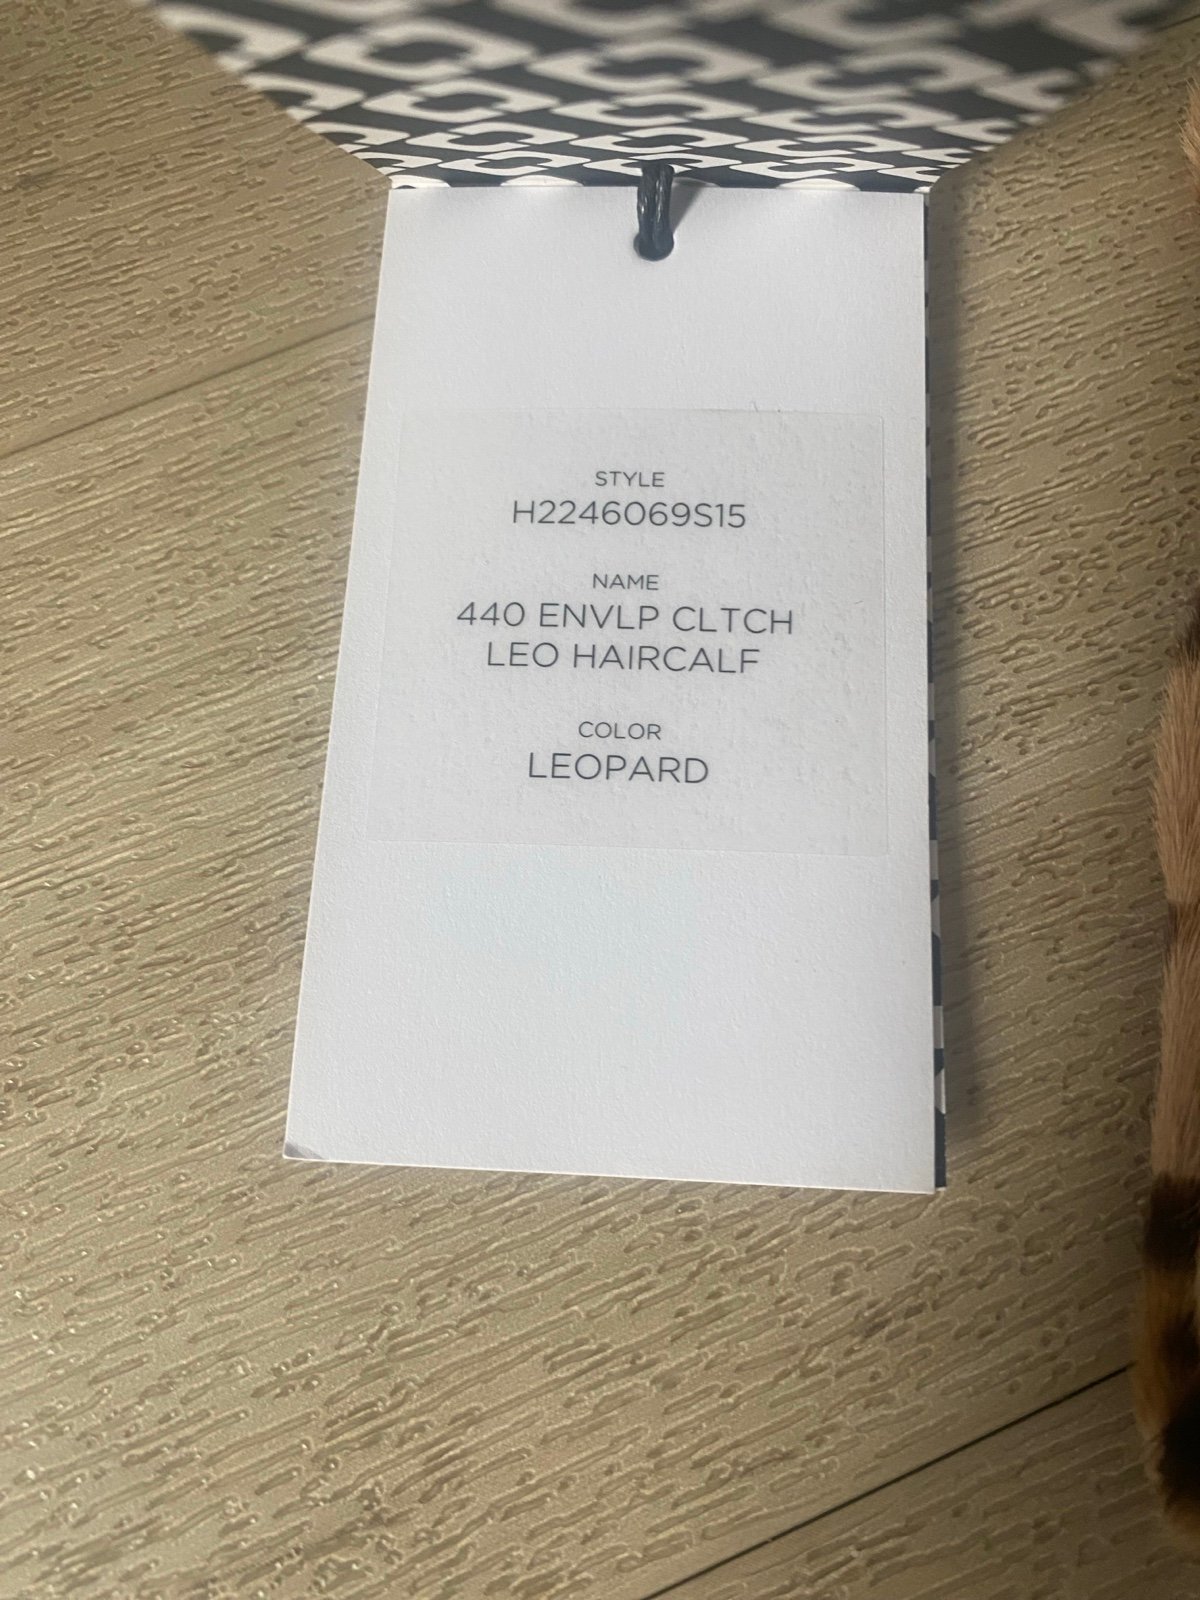 STYLE
H2246069S15
NAME
440 ENVLP CLTCH
LEO HAIRCALF
COLOR
LEOPARD